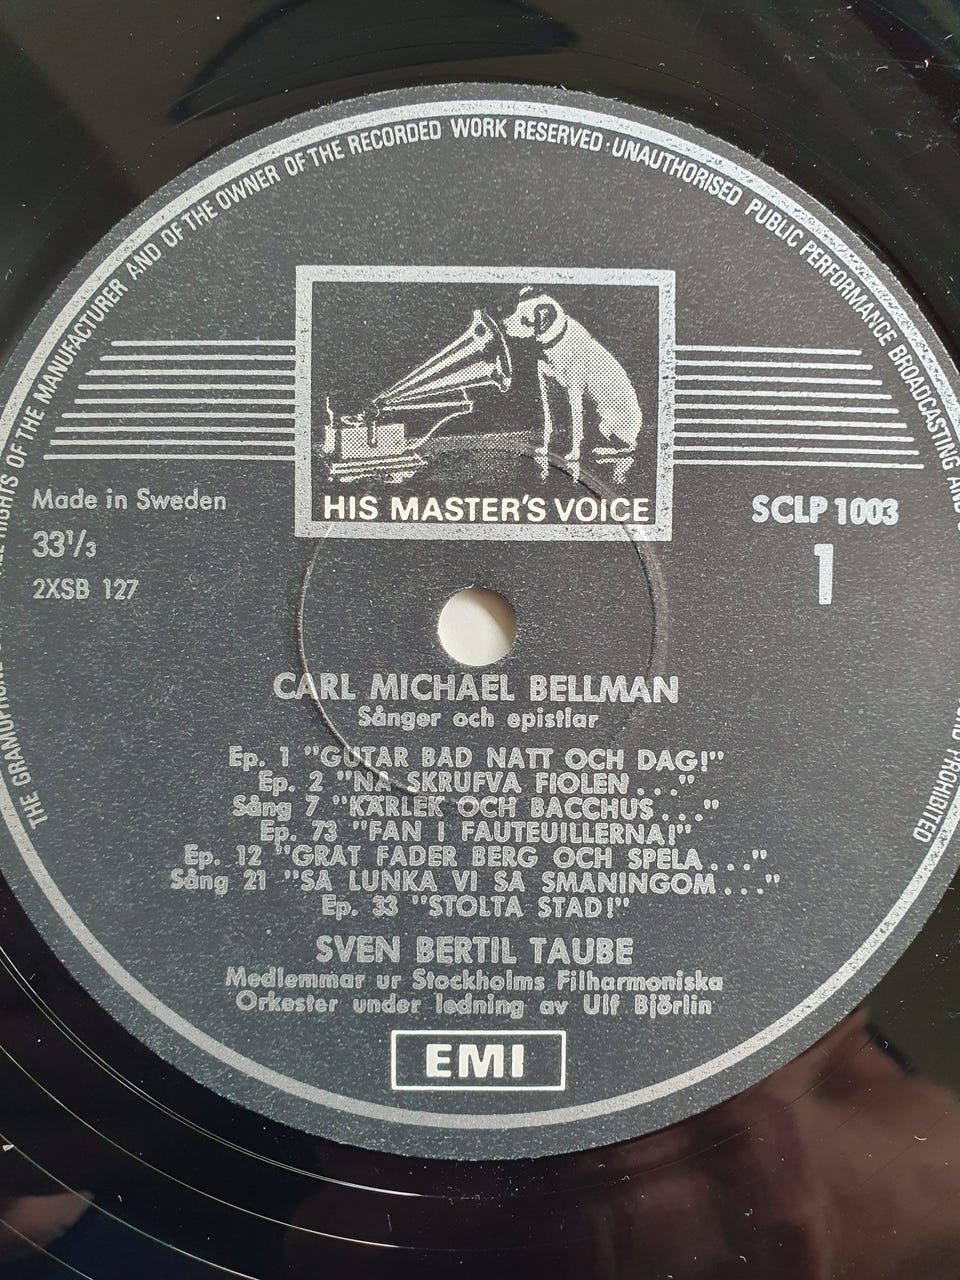 THE GRAMOPHONE RIGHTS OF THE MANUFACTURER AND OF THE OWNER OF THE RECORDED WORK RESERVED · UNAUTHORISED PUBLIC PERFORMANCE BROADCASTING AND PROHIBITED
HIS MASTER'S VOICE
Made in Sweden
33⅓
2XSB 127
SCLP 1003
1
CARL MICHAEL BELLMAN
Sånger och epistlar
Ep. 1 "GUTAR BAD NATT OCH DAG!"
Ep. 2 "NÅ SKRUFVA FIOLEN . . ."
Sång 7 "KÄRLEK OCH BACCHUS . . ."
Ep. 73 "FAN I FAUTEUILLERNA!"
Ep. 12 "GRÅT FADER BERG OCH SPELA . . ."
Sång 21 "SÅ LUNKA VI SÅ SMÅNINGOM . . ."
Ep. 33 "STOLTA STAD!"
SVEN BERTIL TAUBE
Medlemmar ur Stockholms Filharmoniska
Orkester under ledning av Ulf Björlin
EMI